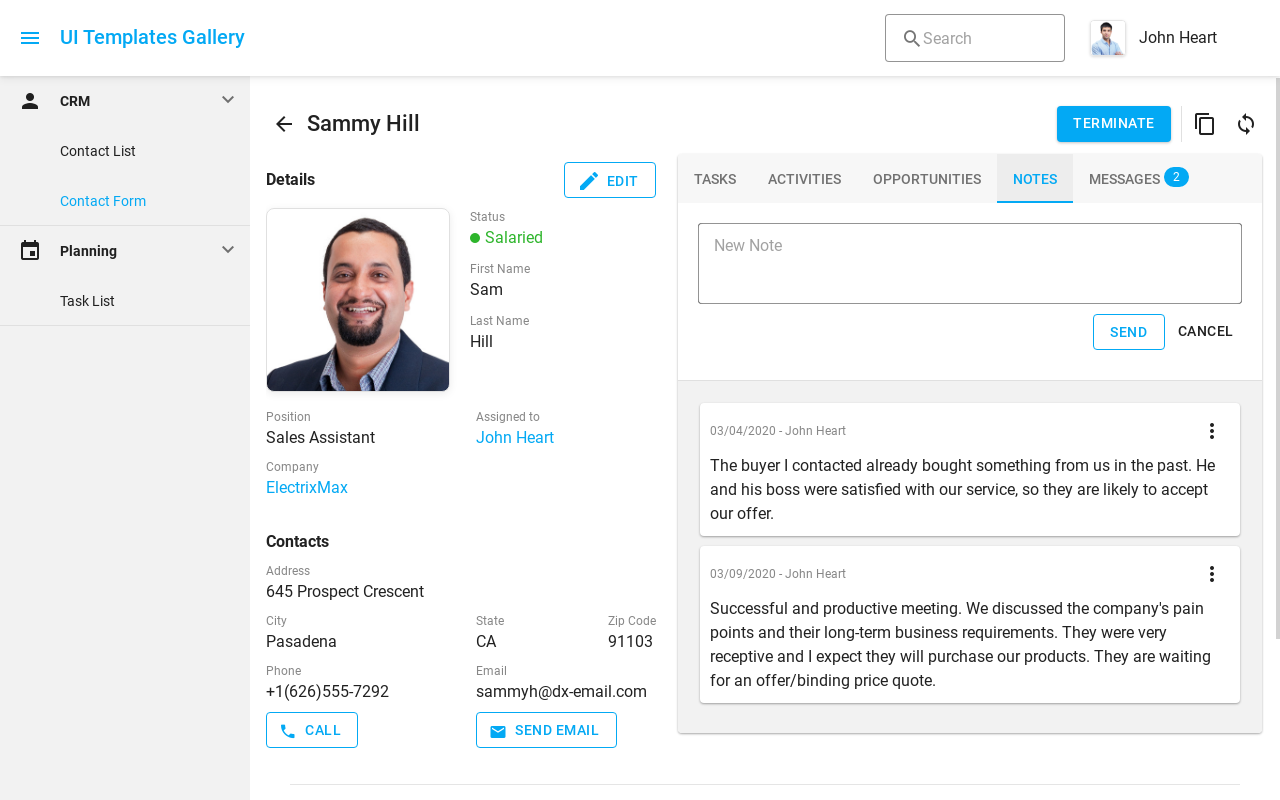 UI Templates Gallery
Search
John Heart
CRM
Contact List
Contact Form
Planning
Task List
Sammy Hill
TERMINATE
Details
EDIT
Status
Salaried
First Name
Sam
Last Name
Hill
Position
Sales Assistant
Assigned to
John Heart
Company
ElectrixMax
Contacts
Address
645 Prospect Crescent
City
Pasadena
State
CA
Zip Code
91103
Phone
+1(626)555-7292
Email
sammyh@dx-email.com
CALL
SEND EMAIL
TASKS
ACTIVITIES
OPPORTUNITIES
NOTES
MESSAGES 2
New Note
SEND
CANCEL
03/04/2020 - John Heart
The buyer I contacted already bought something from us in the past. He
and his boss were satisfied with our service, so they are likely to accept
our offer.
03/09/2020 - John Heart
Successful and productive meeting. We discussed the company's pain
points and their long-term business requirements. They were very
receptive and I expect they will purchase our products. They are waiting
for an offer/binding price quote.